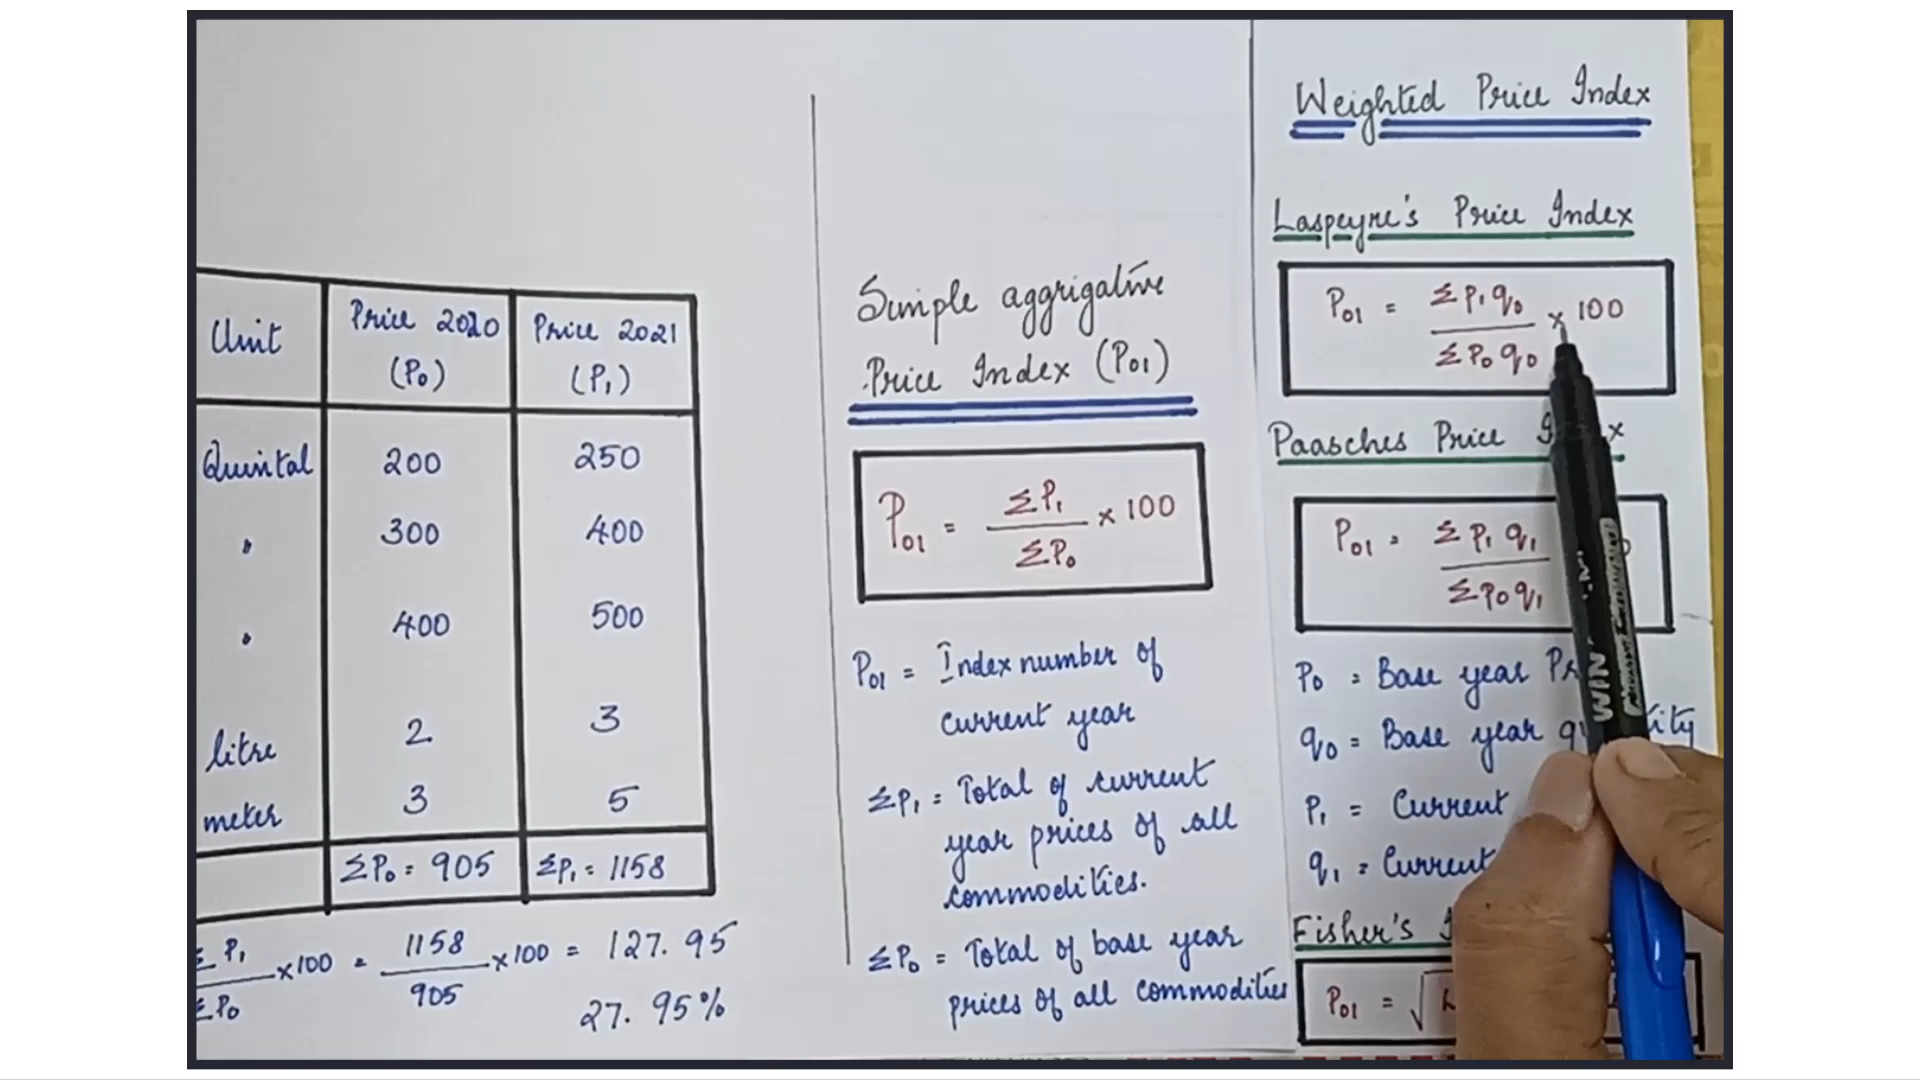 Unit
Price 2020
(P₀)
Price 2021
(P₁)
Quintal 200 250
" 300 400
" 400 500
litre 2 3
meter 3 5
ΣP₀ = 905 ΣP₁ = 1158
ΣP₁/ΣP₀ ×100 = 1158/905 ×100 = 127.95
27.95%
Simple aggrigative
Price Index (P₀₁)
P₀₁ = ΣP₁/ΣP₀ × 100
P₀₁ = Index number of
current year
ΣP₁ = Total of current
year prices of all
commodities.
ΣP₀ = Total of base year
prices of all commodities
Weighted Price Index
Laspeyre's Price Index
P₀₁ = ΣP₁q₀/ΣP₀q₀ × 100
Paasches Price
P₀₁ = ΣP₁q₁/ΣP₀q₁
P₀ = Base year
q₀ = Base year
P₁ = Current
q₁ = Current
Fisher's
P₀₁ = √
WIN